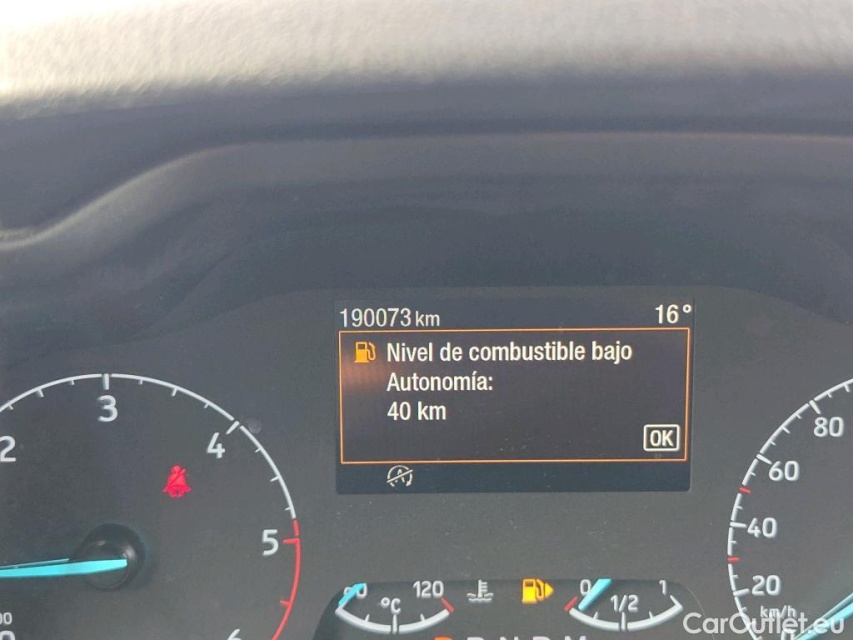 190073 km 16°
Nivel de combustible bajo
Autonomía:
40 km
OK
2 3 4 5 6
120
°C
0 1/2 1
80
60
40
20
km/h
CarOutlet.eu